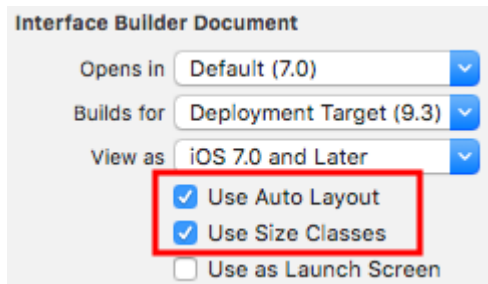 Interface Builder Document
Opens in Default (7.0)
Builds for Deployment Target (9.3)
View as iOS 7.0 and Later
Use Auto Layout
Use Size Classes
Use as Launch Screen